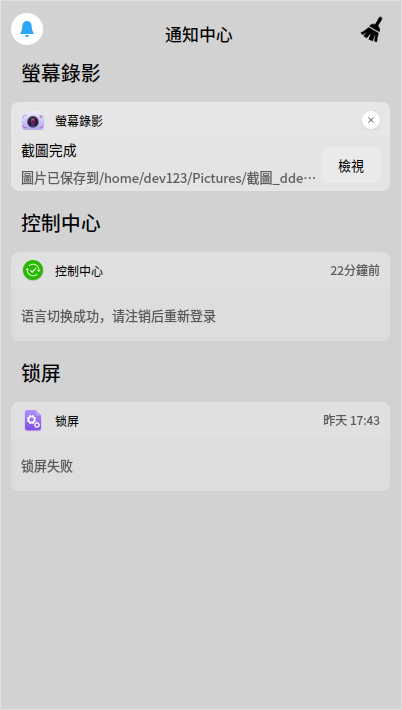 通知中心
螢幕錄影
螢幕錄影
截圖完成
圖片已保存到/home/dev123/Pictures/截圖_dde…
檢視
控制中心
控制中心 22分鐘前
语言切换成功，请注销后重新登录
锁屏
锁屏 昨天 17:43
锁屏失败